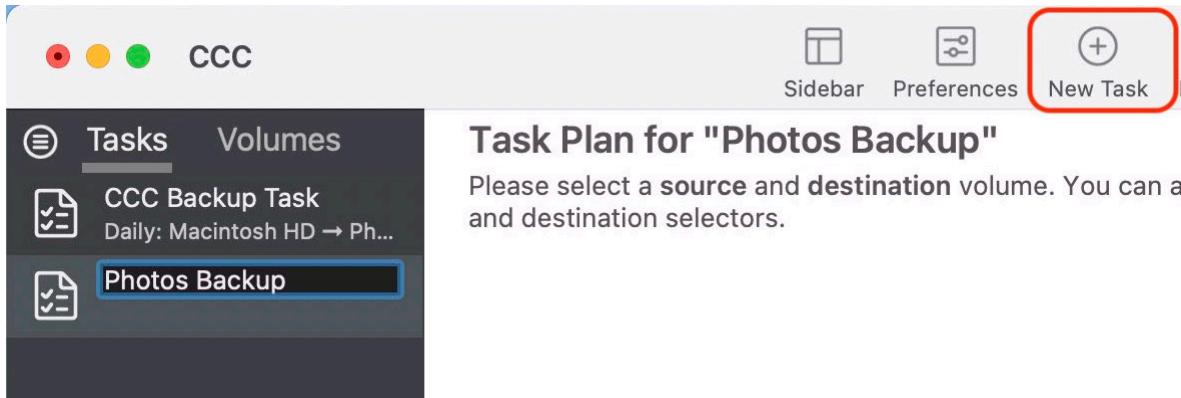 CCC
Sidebar
Preferences
New Task
Tasks
Volumes
CCC Backup Task
Daily: Macintosh HD → Ph...
Photos Backup
Task Plan for "Photos Backup"
Please select a source and destination volume. You can a
and destination selectors.